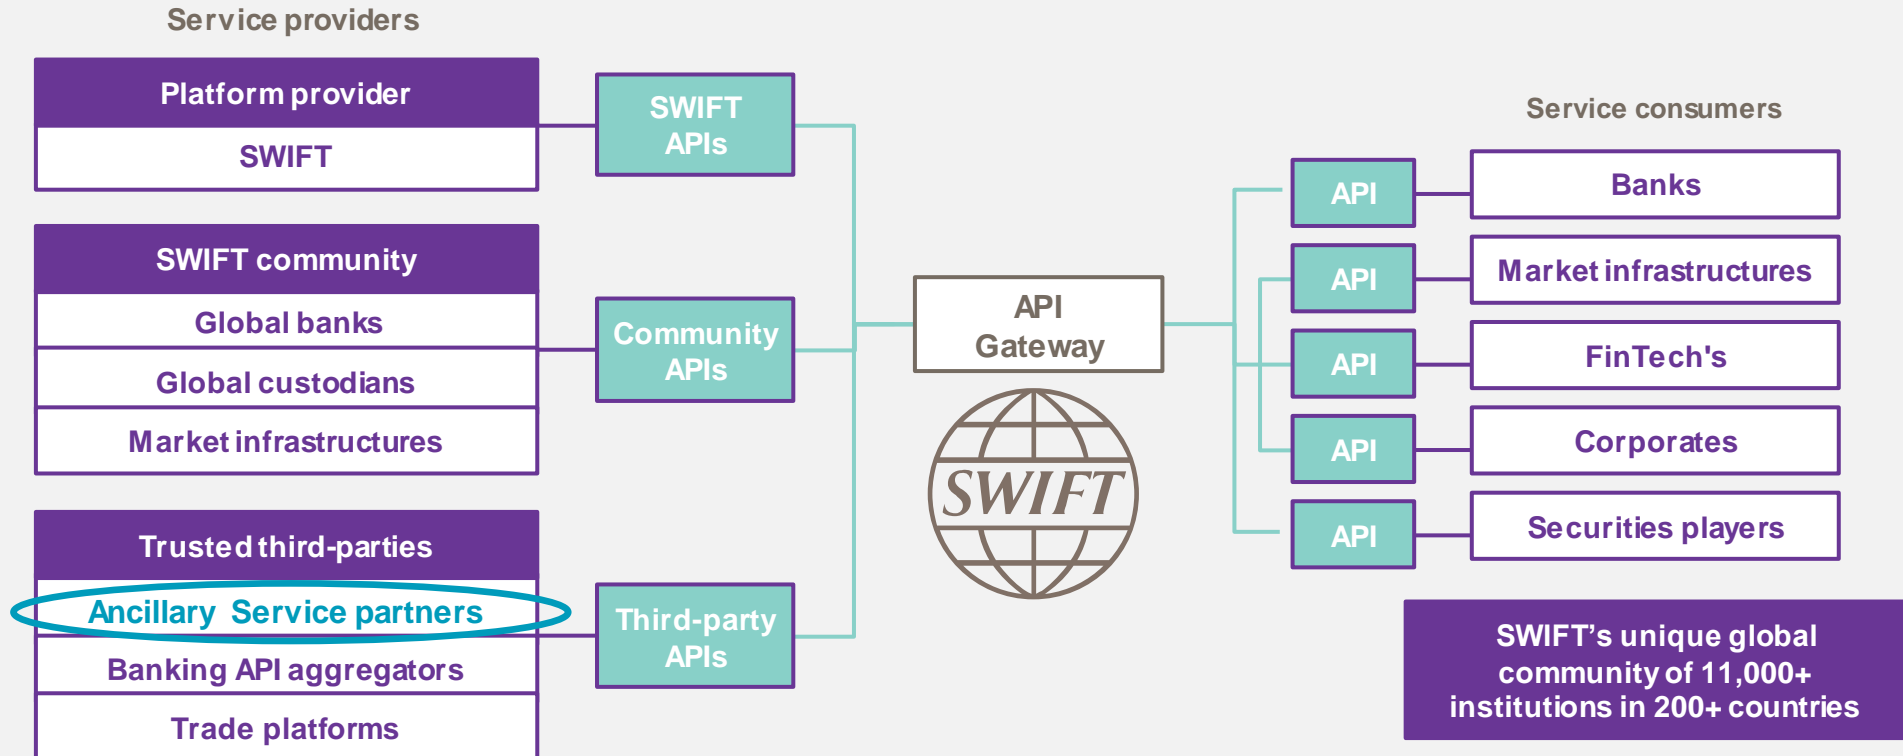 Service providers
Platform provider
SWIFT
SWIFT
APIs
SWIFT community
Global banks
Global custodians
Market infrastructures
Community
APIs
Trusted third-parties
Ancillary Service partners
Banking API aggregators
Trade platforms
Third-party
APIs
API
Gateway
SWIFT
Service consumers
API
Banks
API
Market infrastructures
API
FinTech's
API
Corporates
API
Securities players
SWIFT’s unique global
community of 11,000+
institutions in 200+ countries